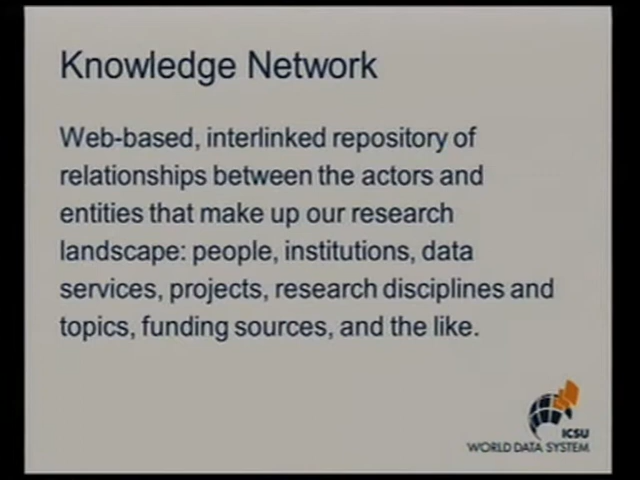 Knowledge Network
Web-based, interlinked repository of
relationships between the actors and
entities that make up our research
landscape: people, institutions, data
services, projects, research disciplines and
topics, funding sources, and the like.
ICSU
WORLD DATA SYSTEM